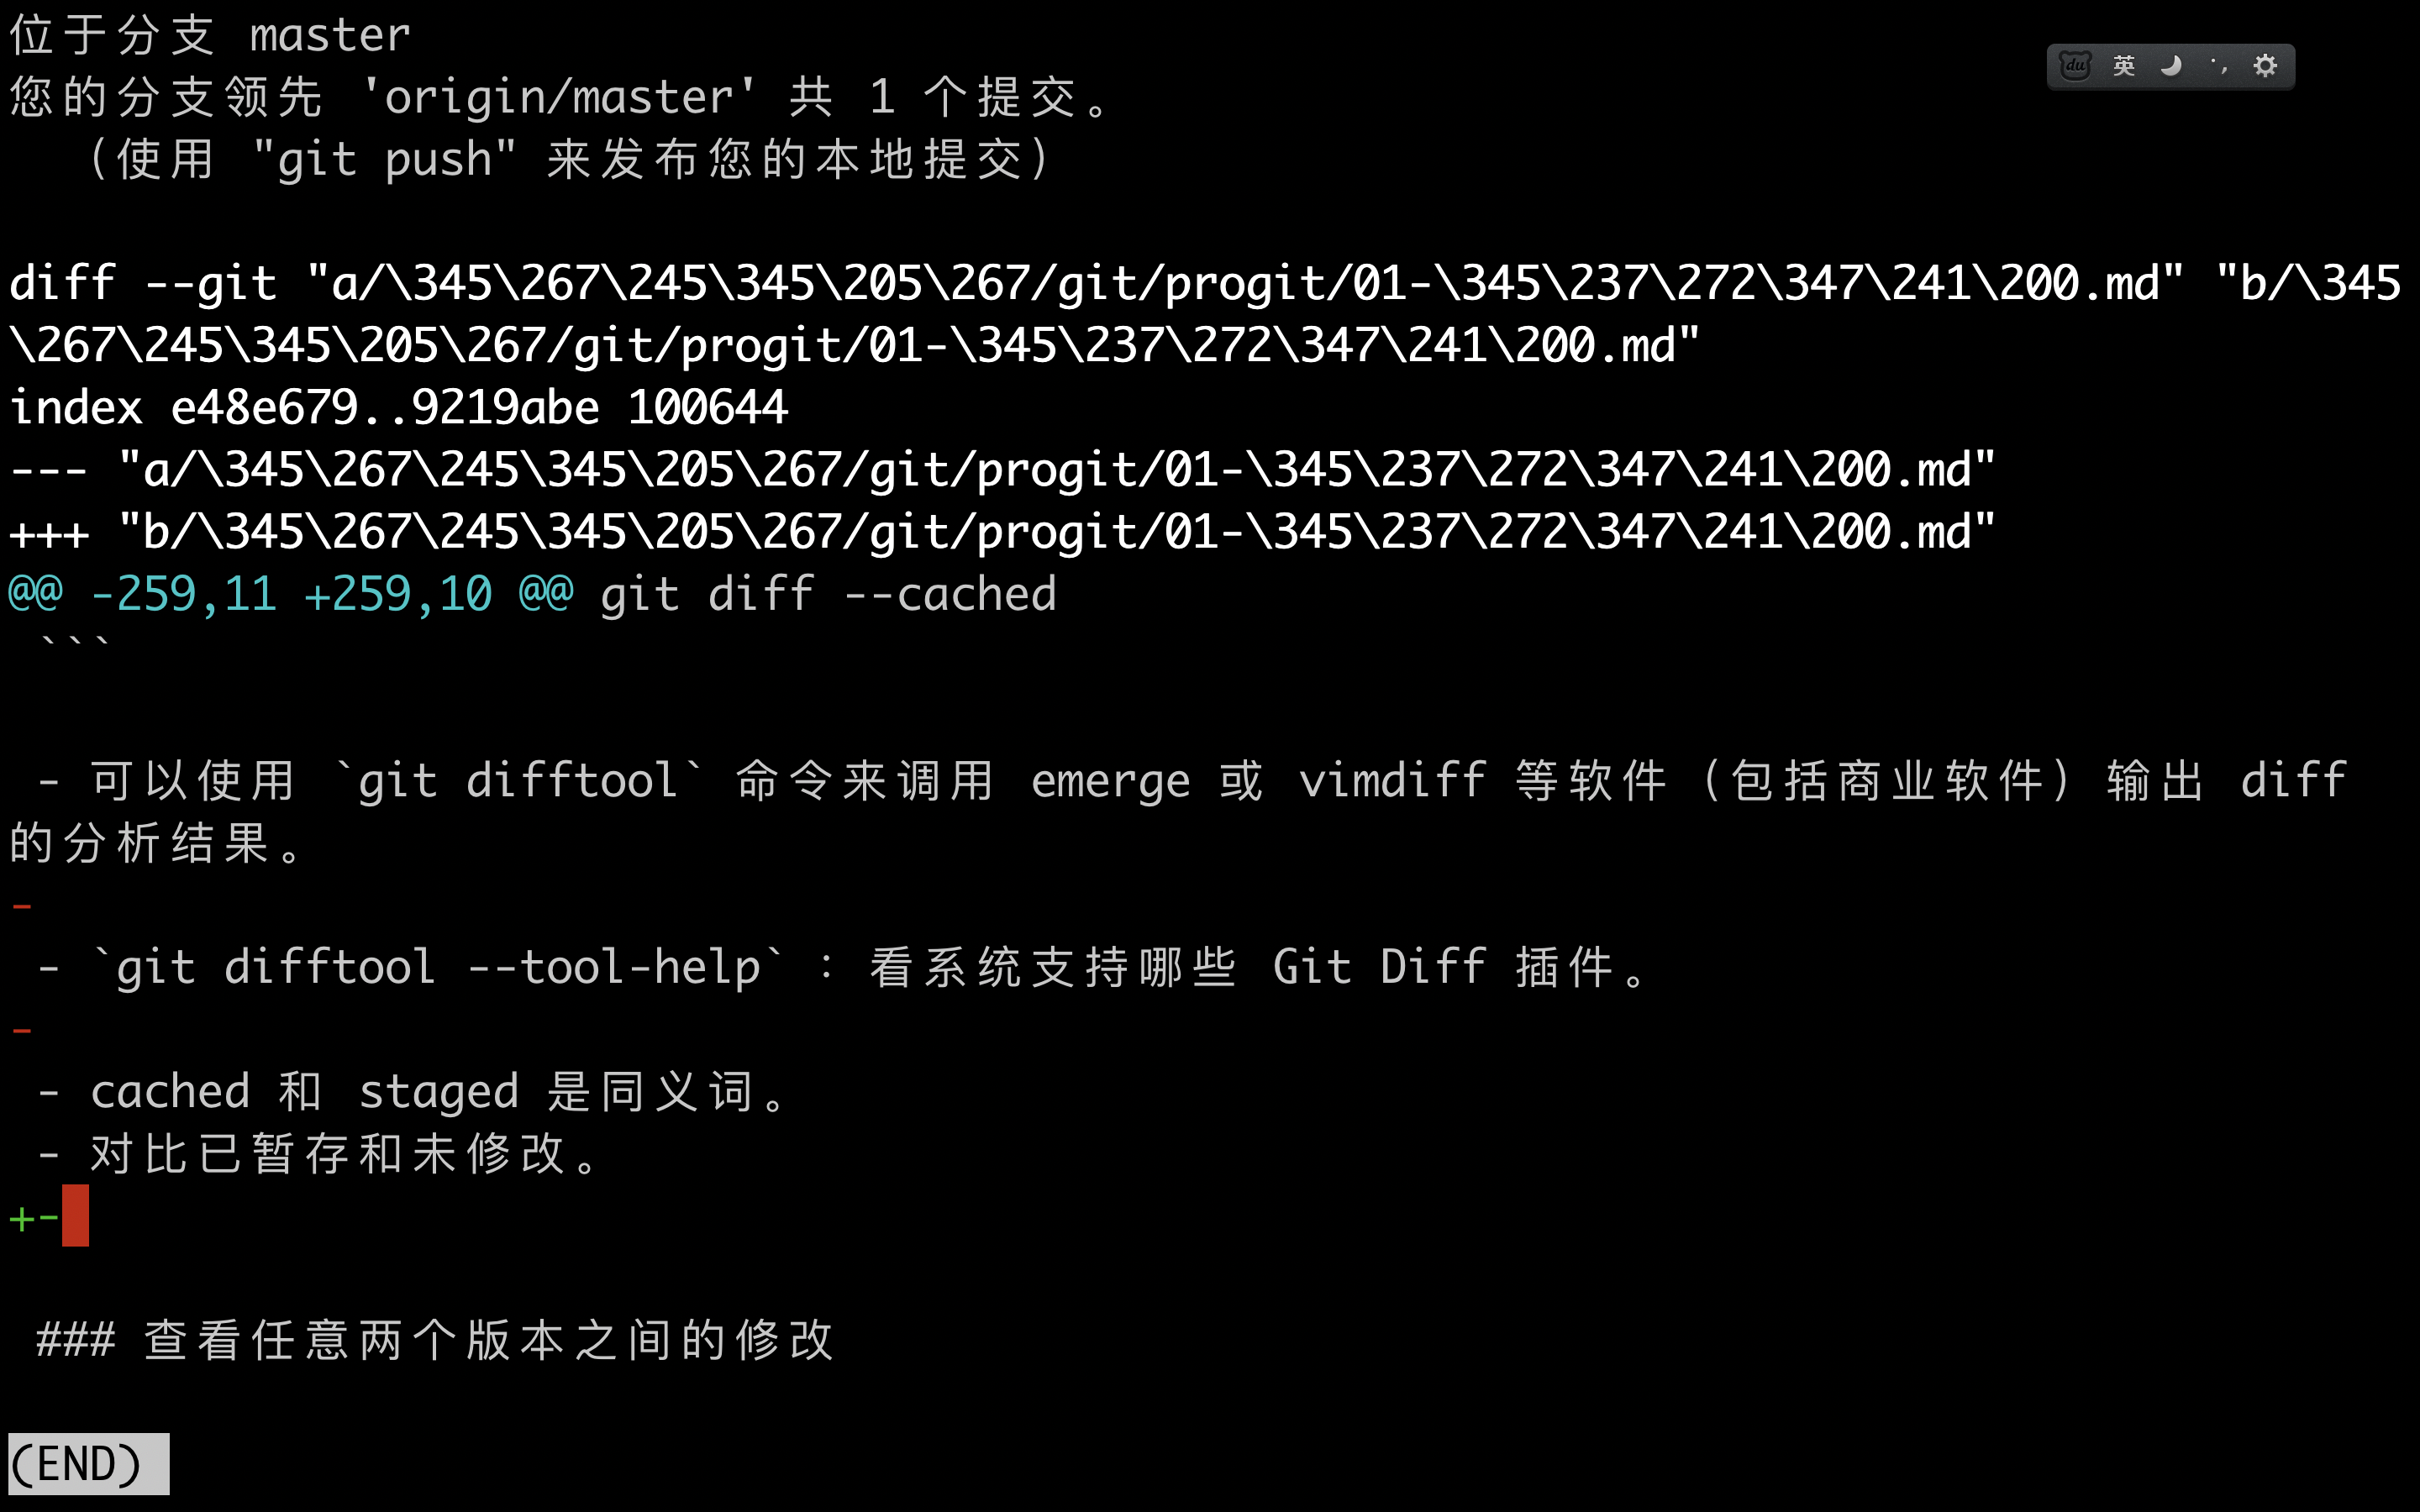 位于分支 master
您的分支领先 'origin/master' 共 1 个提交。
  （使用 "git push" 来发布您的本地提交）
du 英
diff --git "a/\345\267\245\345\205\267/git/progit/01-\345\237\272\347\241\200.md" "b/\345
\267\245\345\205\267/git/progit/01-\345\237\272\347\241\200.md"
index e48e679..9219abe 100644
--- "a/\345\267\245\345\205\267/git/progit/01-\345\237\272\347\241\200.md"
+++ "b/\345\267\245\345\205\267/git/progit/01-\345\237\272\347\241\200.md"
@@ -259,11 +259,10 @@ git diff --cached
 ```
 - 可以使用 `git difftool` 命令来调用 emerge 或 vimdiff 等软件（包括商业软件）输出 diff
的分析结果。
-
 - `git difftool --tool-help` ：看系统支持哪些 Git Diff 插件。
-
 - cached 和 staged 是同义词。
 - 对比已暂存和未修改。
+-
 ### 查看任意两个版本之间的修改
(END)